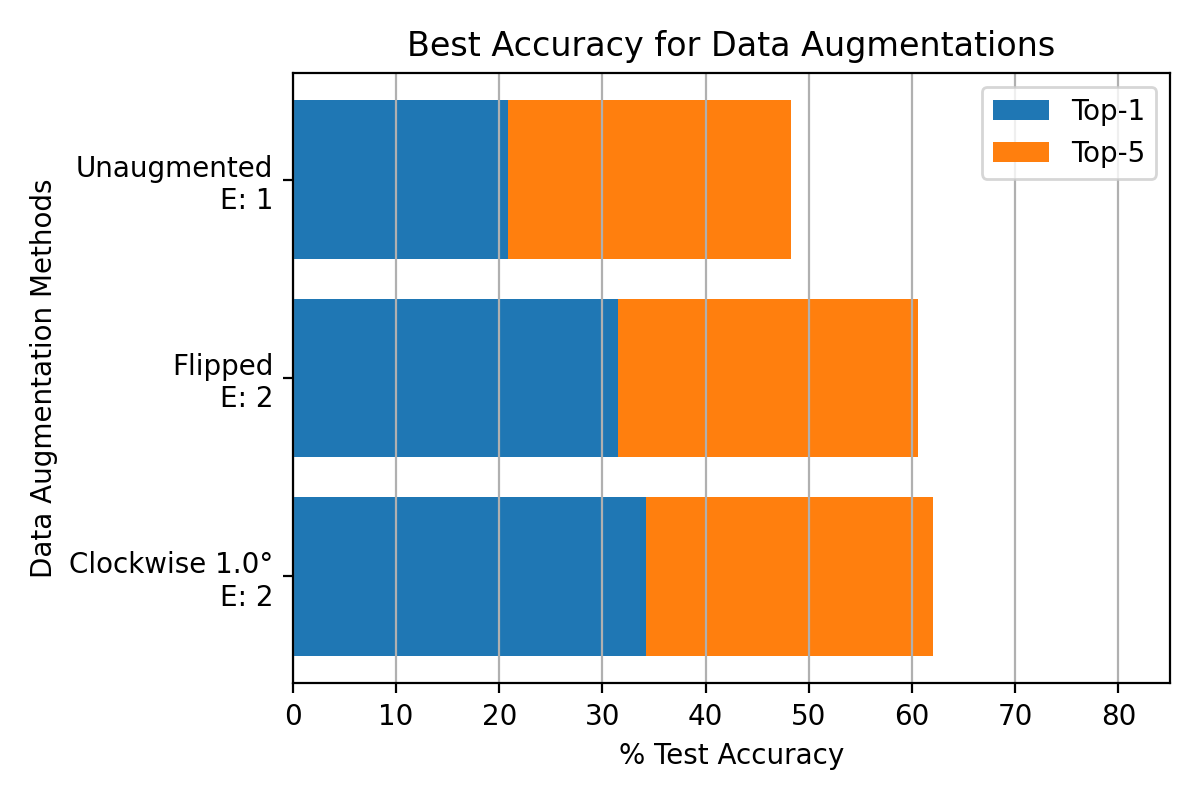 Best Accuracy for Data Augmentations
Top-1
Top-5
Data Augmentation Methods
Unaugmented
E: 1
Flipped
E: 2
Clockwise 1.0°
E: 2
0 10 20 30 40 50 60 70 80
% Test Accuracy